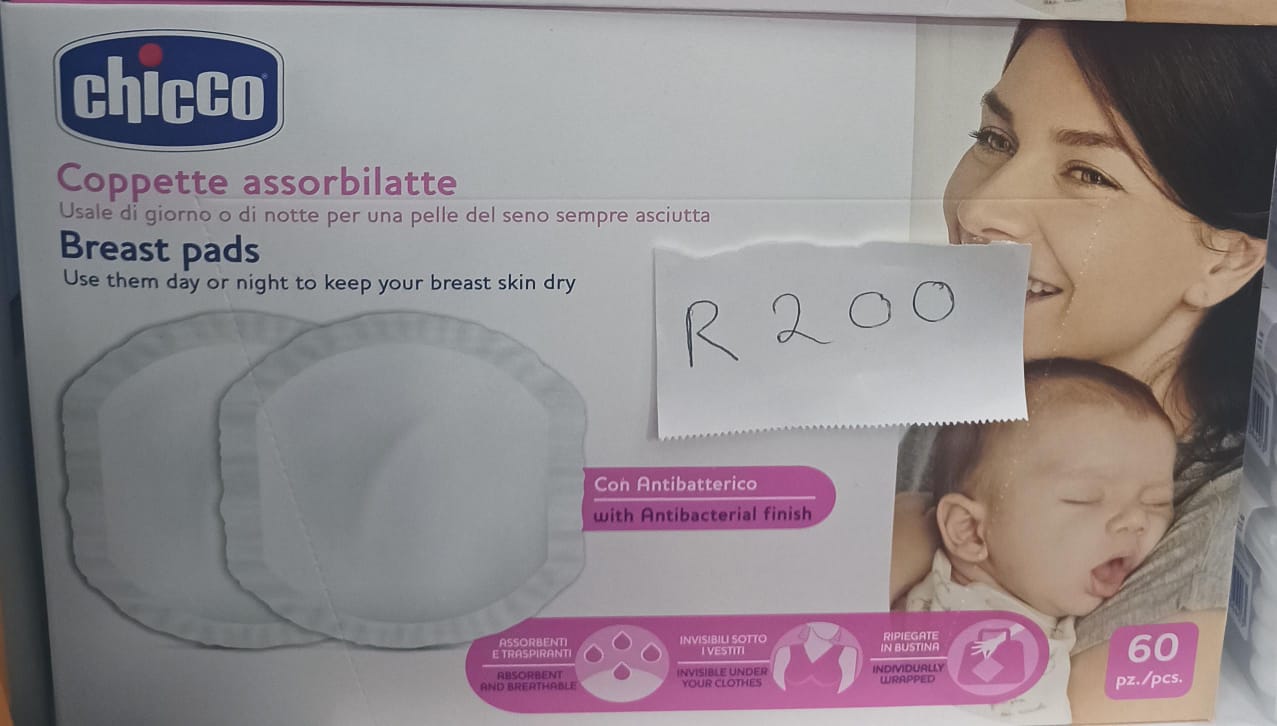 chicco
Coppette assorbilatte
Usale di giorno o di notte per una pelle del seno sempre asciutta
Breast pads
Use them day or night to keep your breast skin dry
R 200
Con Antibatterico
with Antibacterial finish
ASSORBENTI
E TRASPIRANTI
ABSORBENT
AND BREATHABLE
INVISIBILI SOTTO
I VESTITI
INVISIBLE UNDER
YOUR CLOTHES
RIPIEGATE
IN BUSTINA
INDIVIDUALLY
WRAPPED
60
pz./pcs.